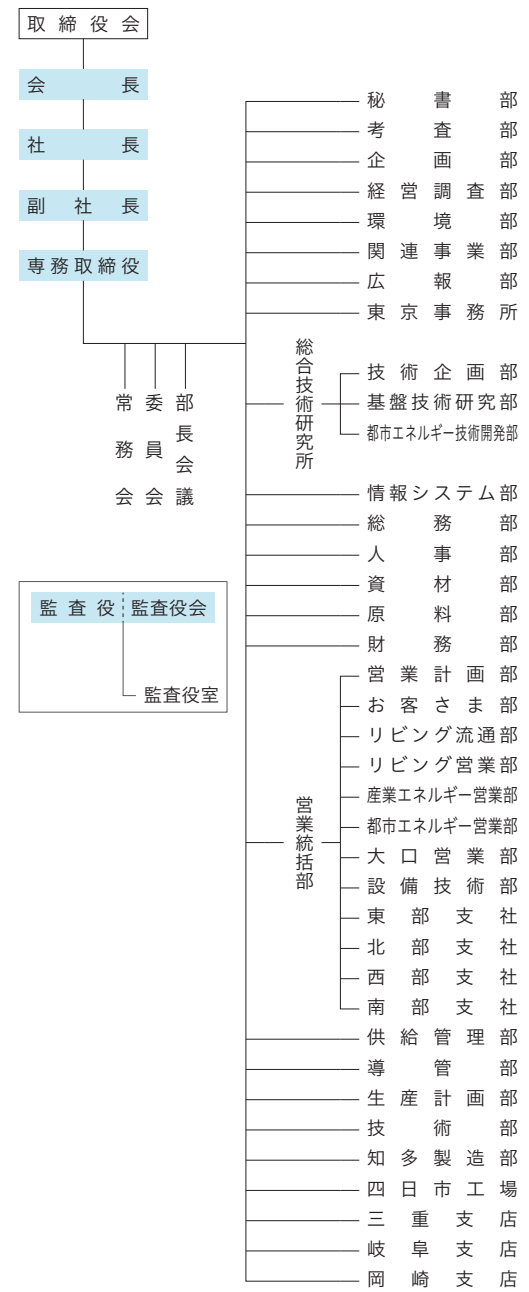 取締役会
会長
社長
副社長
専務取締役
常務会
委員会
部長会議
監査役 監査役会
監査役室
秘書部
考査部
企画部
経営調査部
環境部
関連事業部
広報部
東京事務所
総合技術研究所
技術企画部
基盤技術研究部
都市エネルギー技術開発部
情報システム部
総務部
人事部
資材部
原料部
財務部
営業統括部
営業計画部
お客さま部
リビング流通部
リビング営業部
産業エネルギー営業部
都市エネルギー営業部
大口営業部
設備技術部
東部支社
北部支社
西部支社
南部支社
供給管理部
導管部
生産計画部
技術部
知多製造部
四日市工場
三重支店
岐阜支店
岡崎支店